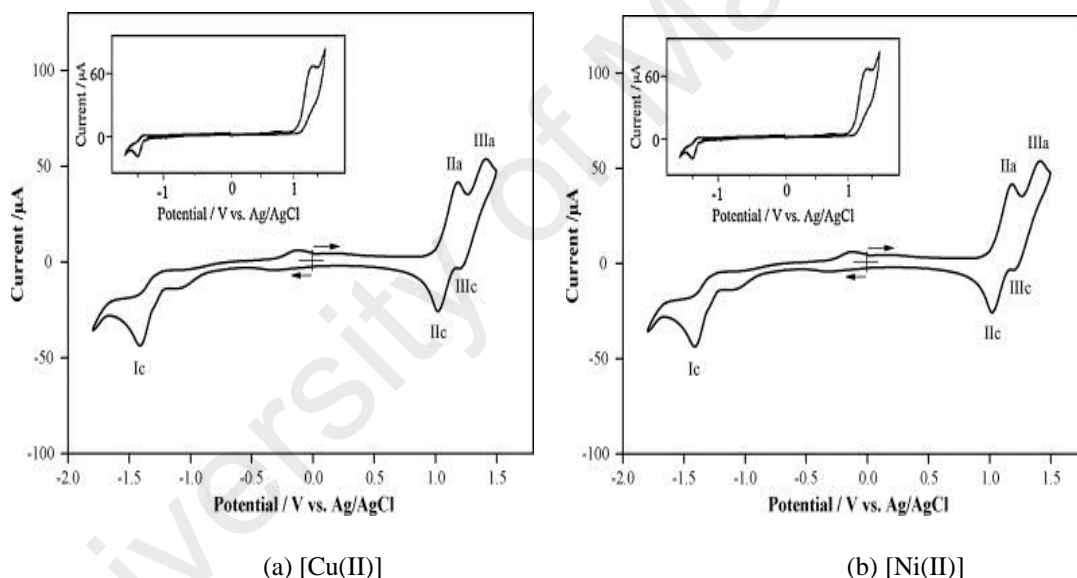 100
50
0
-50
-100
Current /µA
60
0
Current /µA
-1
0
1
Potential / V vs. Ag/AgCl
IIa
IIIa
IIIc
IIc
Ic
-2.0
-1.5
-1.0
-0.5
0.0
0.5
1.0
1.5
Potential / V vs. Ag/AgCl
(a) [Cu(II)]
100
50
0
-50
-100
Current /µA
60
0
Current /µA
-1
0
1
Potential / V vs. Ag/AgCl
IIa
IIIa
IIIc
IIc
Ic
-2.0
-1.5
-1.0
-0.5
0.0
0.5
1.0
1.5
Potential / V vs. Ag/AgCl
(b) [Ni(II)]
versity of Ma